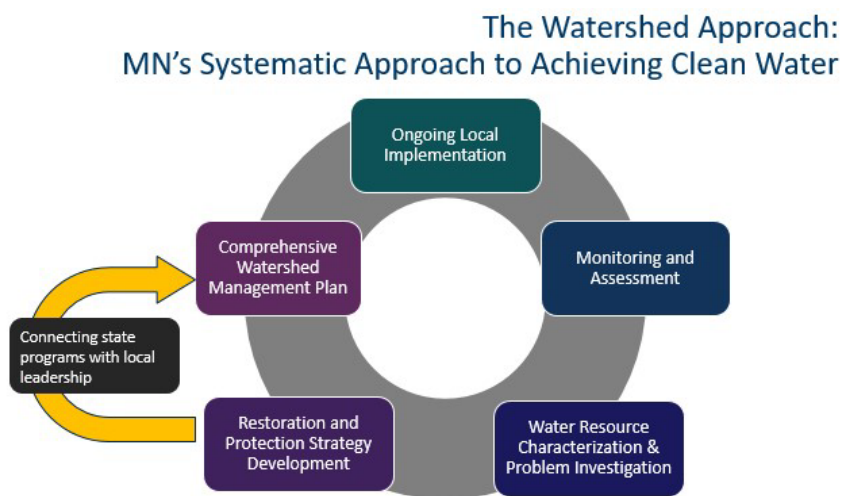 The Watershed Approach:
MN's Systematic Approach to Achieving Clean Water
Ongoing Local
Implementation
Monitoring and
Assessment
Water Resource
Characterization &
Problem Investigation
Restoration and
Protection Strategy
Development
Connecting state
programs with local
leadership
Comprehensive
Watershed
Management Plan